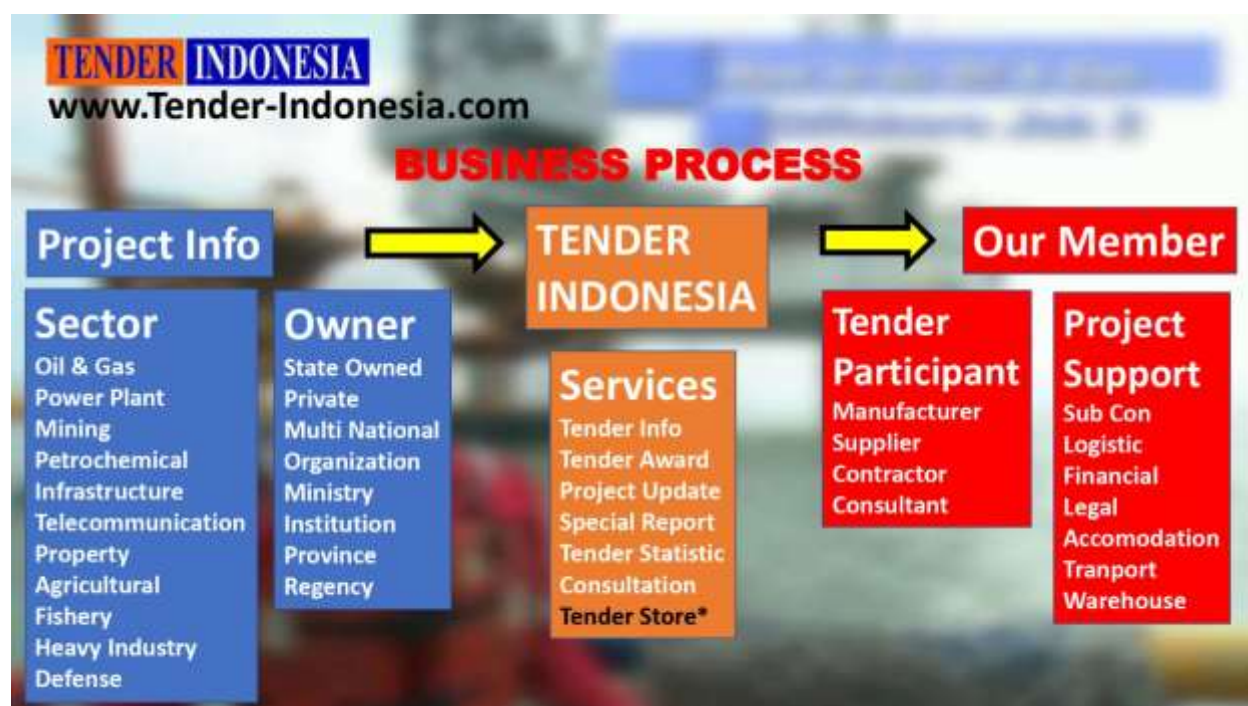 TENDER INDONESIA
www.Tender-Indonesia.com
BUSINESS PROCESS
Project Info
Sector
Oil & Gas
Power Plant
Mining
Petrochemical
Infrastructure
Telecommunication
Property
Agricultural
Fishery
Heavy Industry
Defense
Owner
State Owned
Private
Multi National
Organization
Ministry
Institution
Province
Regency
TENDER
INDONESIA
Services
Tender Info
Tender Award
Project Update
Special Report
Tender Statistic
Consultation
Tender Store*
Our Member
Tender
Participant
Manufacturer
Supplier
Contractor
Consultant
Project
Support
Sub Con
Logistic
Financial
Legal
Accomodation
Tranport
Warehouse